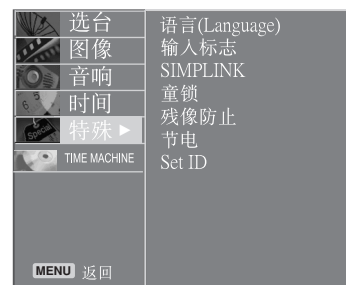 选台
图像
音响
时间
特殊 ►
TIME MACHINE
MENU 返回
语言(Language)
输入标志
SIMPLINK
童锁
残像防止
节电
Set ID